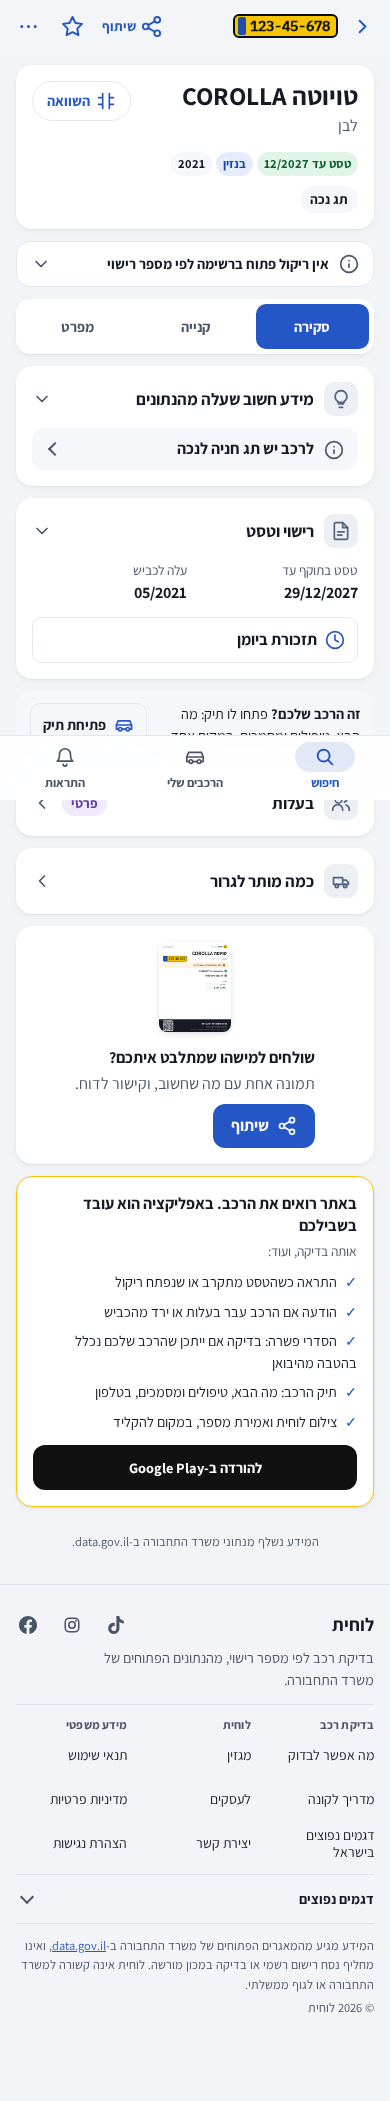 123-45-678
שיתוף
טויוטה COROLLA
השוואה
לבן
טסט עד 12/2027
בנזין
2021
תג נכה
אין ריקול פתוח ברשימה לפי מספר רישוי
סקירה
קנייה
מפרט
מידע חשוב שעלה מהנתונים
לרכב יש תג חניה לנכה
רישוי וטסט
טסט בתוקף עד
עלה לכביש
29/12/2027
05/2021
תזכורת ביומן
זה הרכב שלכם? פתחו לו תיק: מה
פתיחת תיק
חיפוש
הרכבים שלי
התראות
בעלות
פרטי
כמה מותר לגרור
שולחים למישהו שמתלבט איתכם?
תמונה אחת עם מה שחשוב, וקישור לדוח.
שיתוף
באתר רואים את הרכב. באפליקציה הוא עובד
בשבילכם
אותה בדיקה, ועוד:
✓ התראה כשהטסט מתקרב או שנפתח ריקול
✓ הודעה אם הרכב עבר בעלות או ירד מהכביש
✓ הסדרי פשרה: בדיקה אם ייתכן שהרכב שלכם נכלל
בהטבה מהיבואן
✓ תיק הרכב: מה הבא, טיפולים ומסמכים, בטלפון
✓ צילום לוחית ואמירת מספר, במקום להקליד
להורדה ב-Google Play
המידע נשלף מנתוני משרד התחבורה ב-data.gov.il.
לוחית
בדיקת רכב לפי מספר רישוי, מהנתונים הפתוחים של
משרד התחבורה.
בדיקת רכב
לוחית
מידע משפטי
מה אפשר לבדוק
מגזין
תנאי שימוש
מדריך לקונה
לעסקים
מדיניות פרטיות
דגמים נפוצים
בישראל
יצירת קשר
הצהרת נגישות
דגמים נפוצים
המידע מגיע מהמאגרים הפתוחים של משרד התחבורה ב-data.gov.il, ואינו
מחליף נסח רישום רשמי או בדיקה במכון מורשה. לוחית אינה קשורה למשרד
התחבורה או לגוף ממשלתי.
© 2026 לוחית